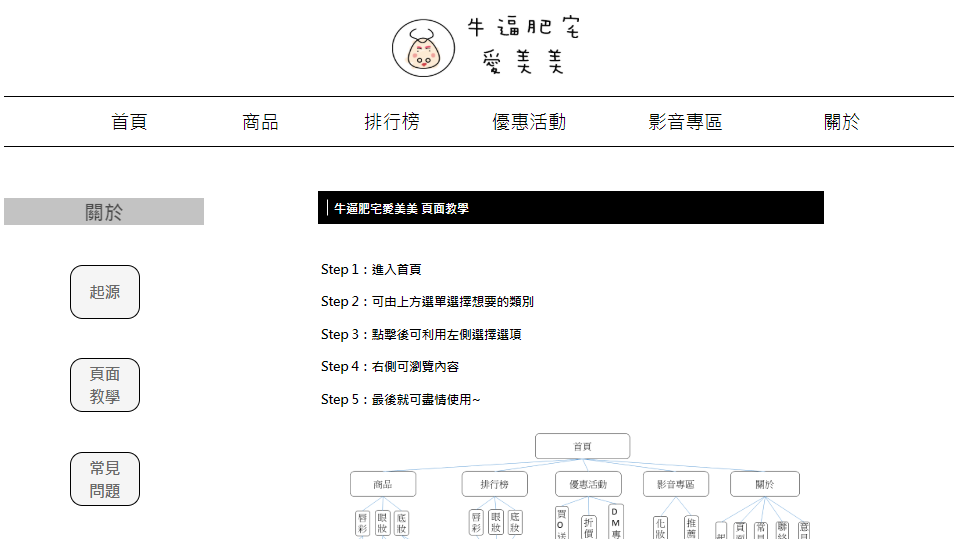 牛逼肥宅
愛美美
首頁 商品 排行榜 優惠活動 影音專區 關於
關於
牛逼肥宅愛美美 頁面教學
起源
頁面
教學
常見
問題
Step 1：進入首頁
Step 2：可由上方選單選擇想要的類別
Step 3：點擊後可利用左側選擇選項
Step 4：右側可瀏覽內容
Step 5：最後就可盡情使用~
首頁
商品 排行榜 優惠活動 影音專區 關於
唇彩 眼妝 底妝 唇彩 眼妝 底妝 買O送 折價 DM專 化妝 推薦 頁面 常見 聯絡 意見